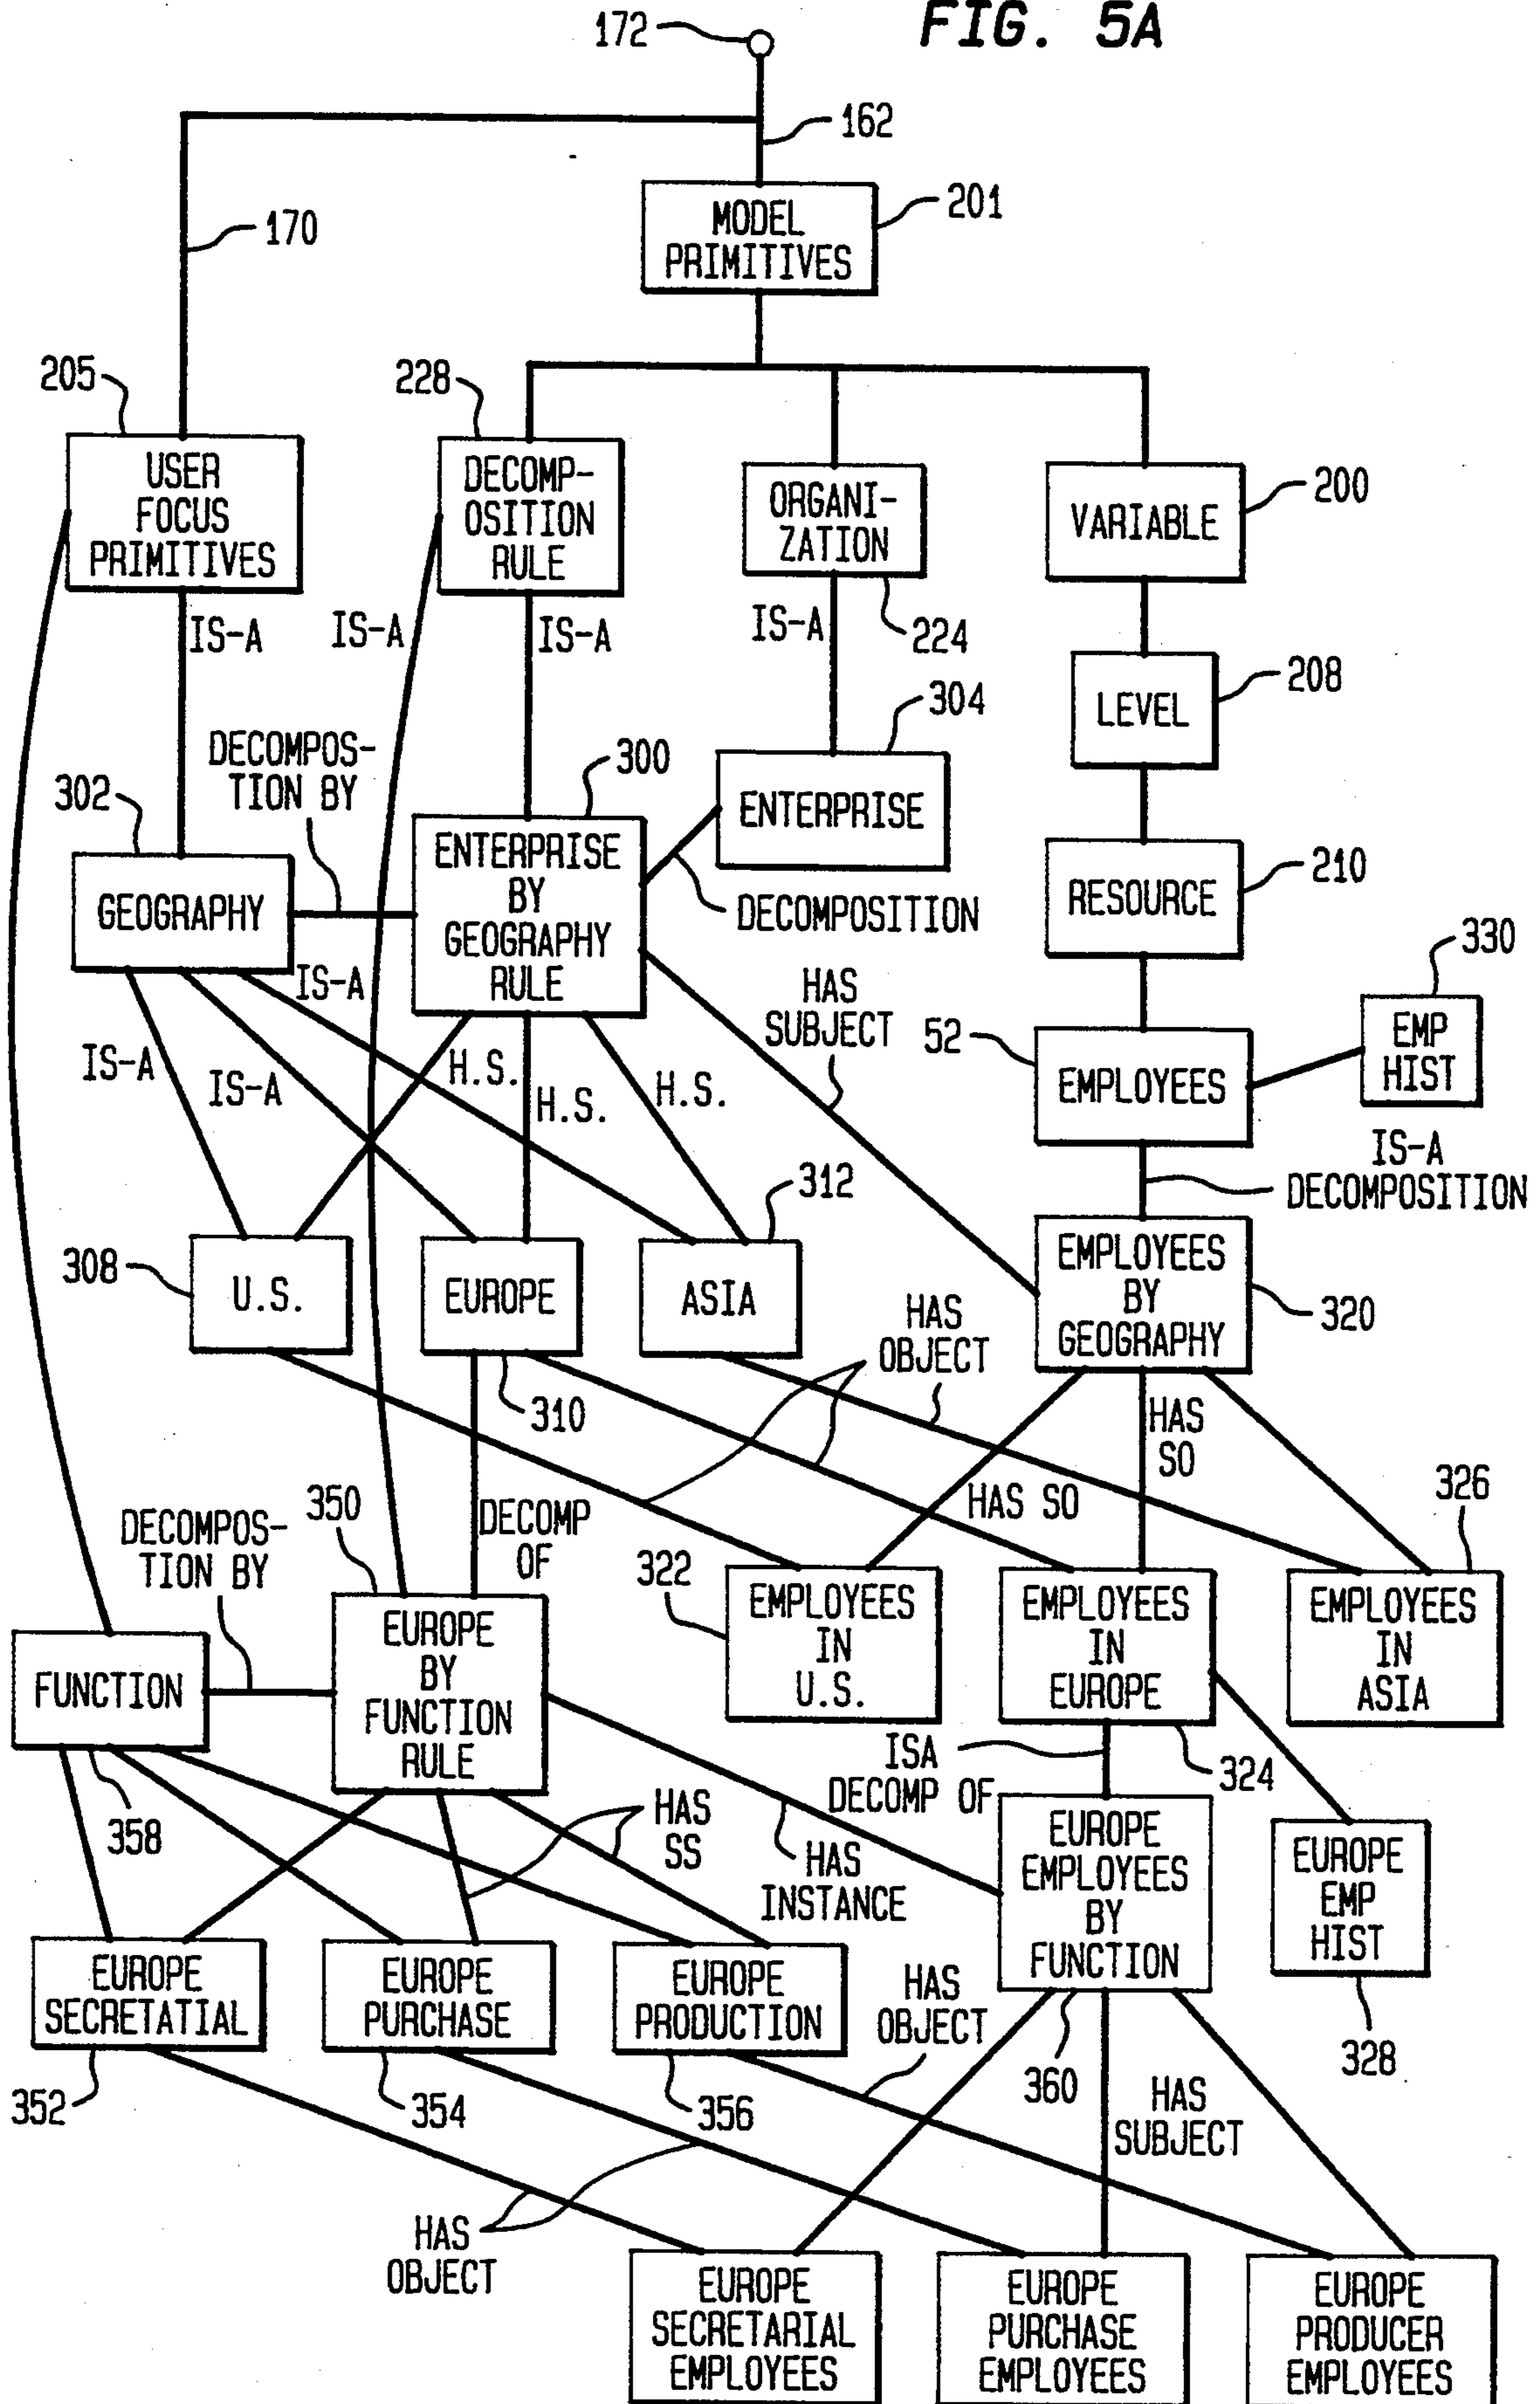 FIG. 5A
172
162
MODEL
PRIMITIVES
201
170
205
USER
FOCUS
PRIMITIVES
228
DECOMP-
OSITION
RULE
ORGANI-
ZATION
224
VARIABLE
200
IS-A
IS-A
IS-A
IS-A
LEVEL
208
304
ENTERPRISE
DECOMPOS-
TION BY
300
302
GEOGRAPHY
ENTERPRISE
BY
GEOGRAPHY
RULE
DECOMPOSITION
RESOURCE
210
330
EMP
HIST
IS-A
IS-A
IS-A
H.S.
H.S.
H.S.
HAS
SUBJECT
52
EMPLOYEES
IS-A
DECOMPOSITION
312
308
U.S.
EUROPE
310
ASIA
EMPLOYEES
BY
GEOGRAPHY
320
HAS
OBJECT
HAS
SO
HAS SO
326
350
DECOMP
OF
DECOMPOS-
TION BY
322
EMPLOYEES
IN
U.S.
EMPLOYEES
IN
EUROPE
324
EMPLOYEES
IN
ASIA
FUNCTION
358
EUROPE
BY
FUNCTION
RULE
ISA
DECOMP OF
HAS
SS
HAS
INSTANCE
EUROPE
EMPLOYEES
BY
FUNCTION
360
EUROPE
EMP
HIST
328
EUROPE
SECRETATIAL
352
EUROPE
PURCHASE
354
EUROPE
PRODUCTION
356
HAS
OBJECT
HAS
SUBJECT
HAS
OBJECT
EUROPE
SECRETARIAL
EMPLOYEES
EUROPE
PURCHASE
EMPLOYEES
EUROPE
PRODUCER
EMPLOYEES